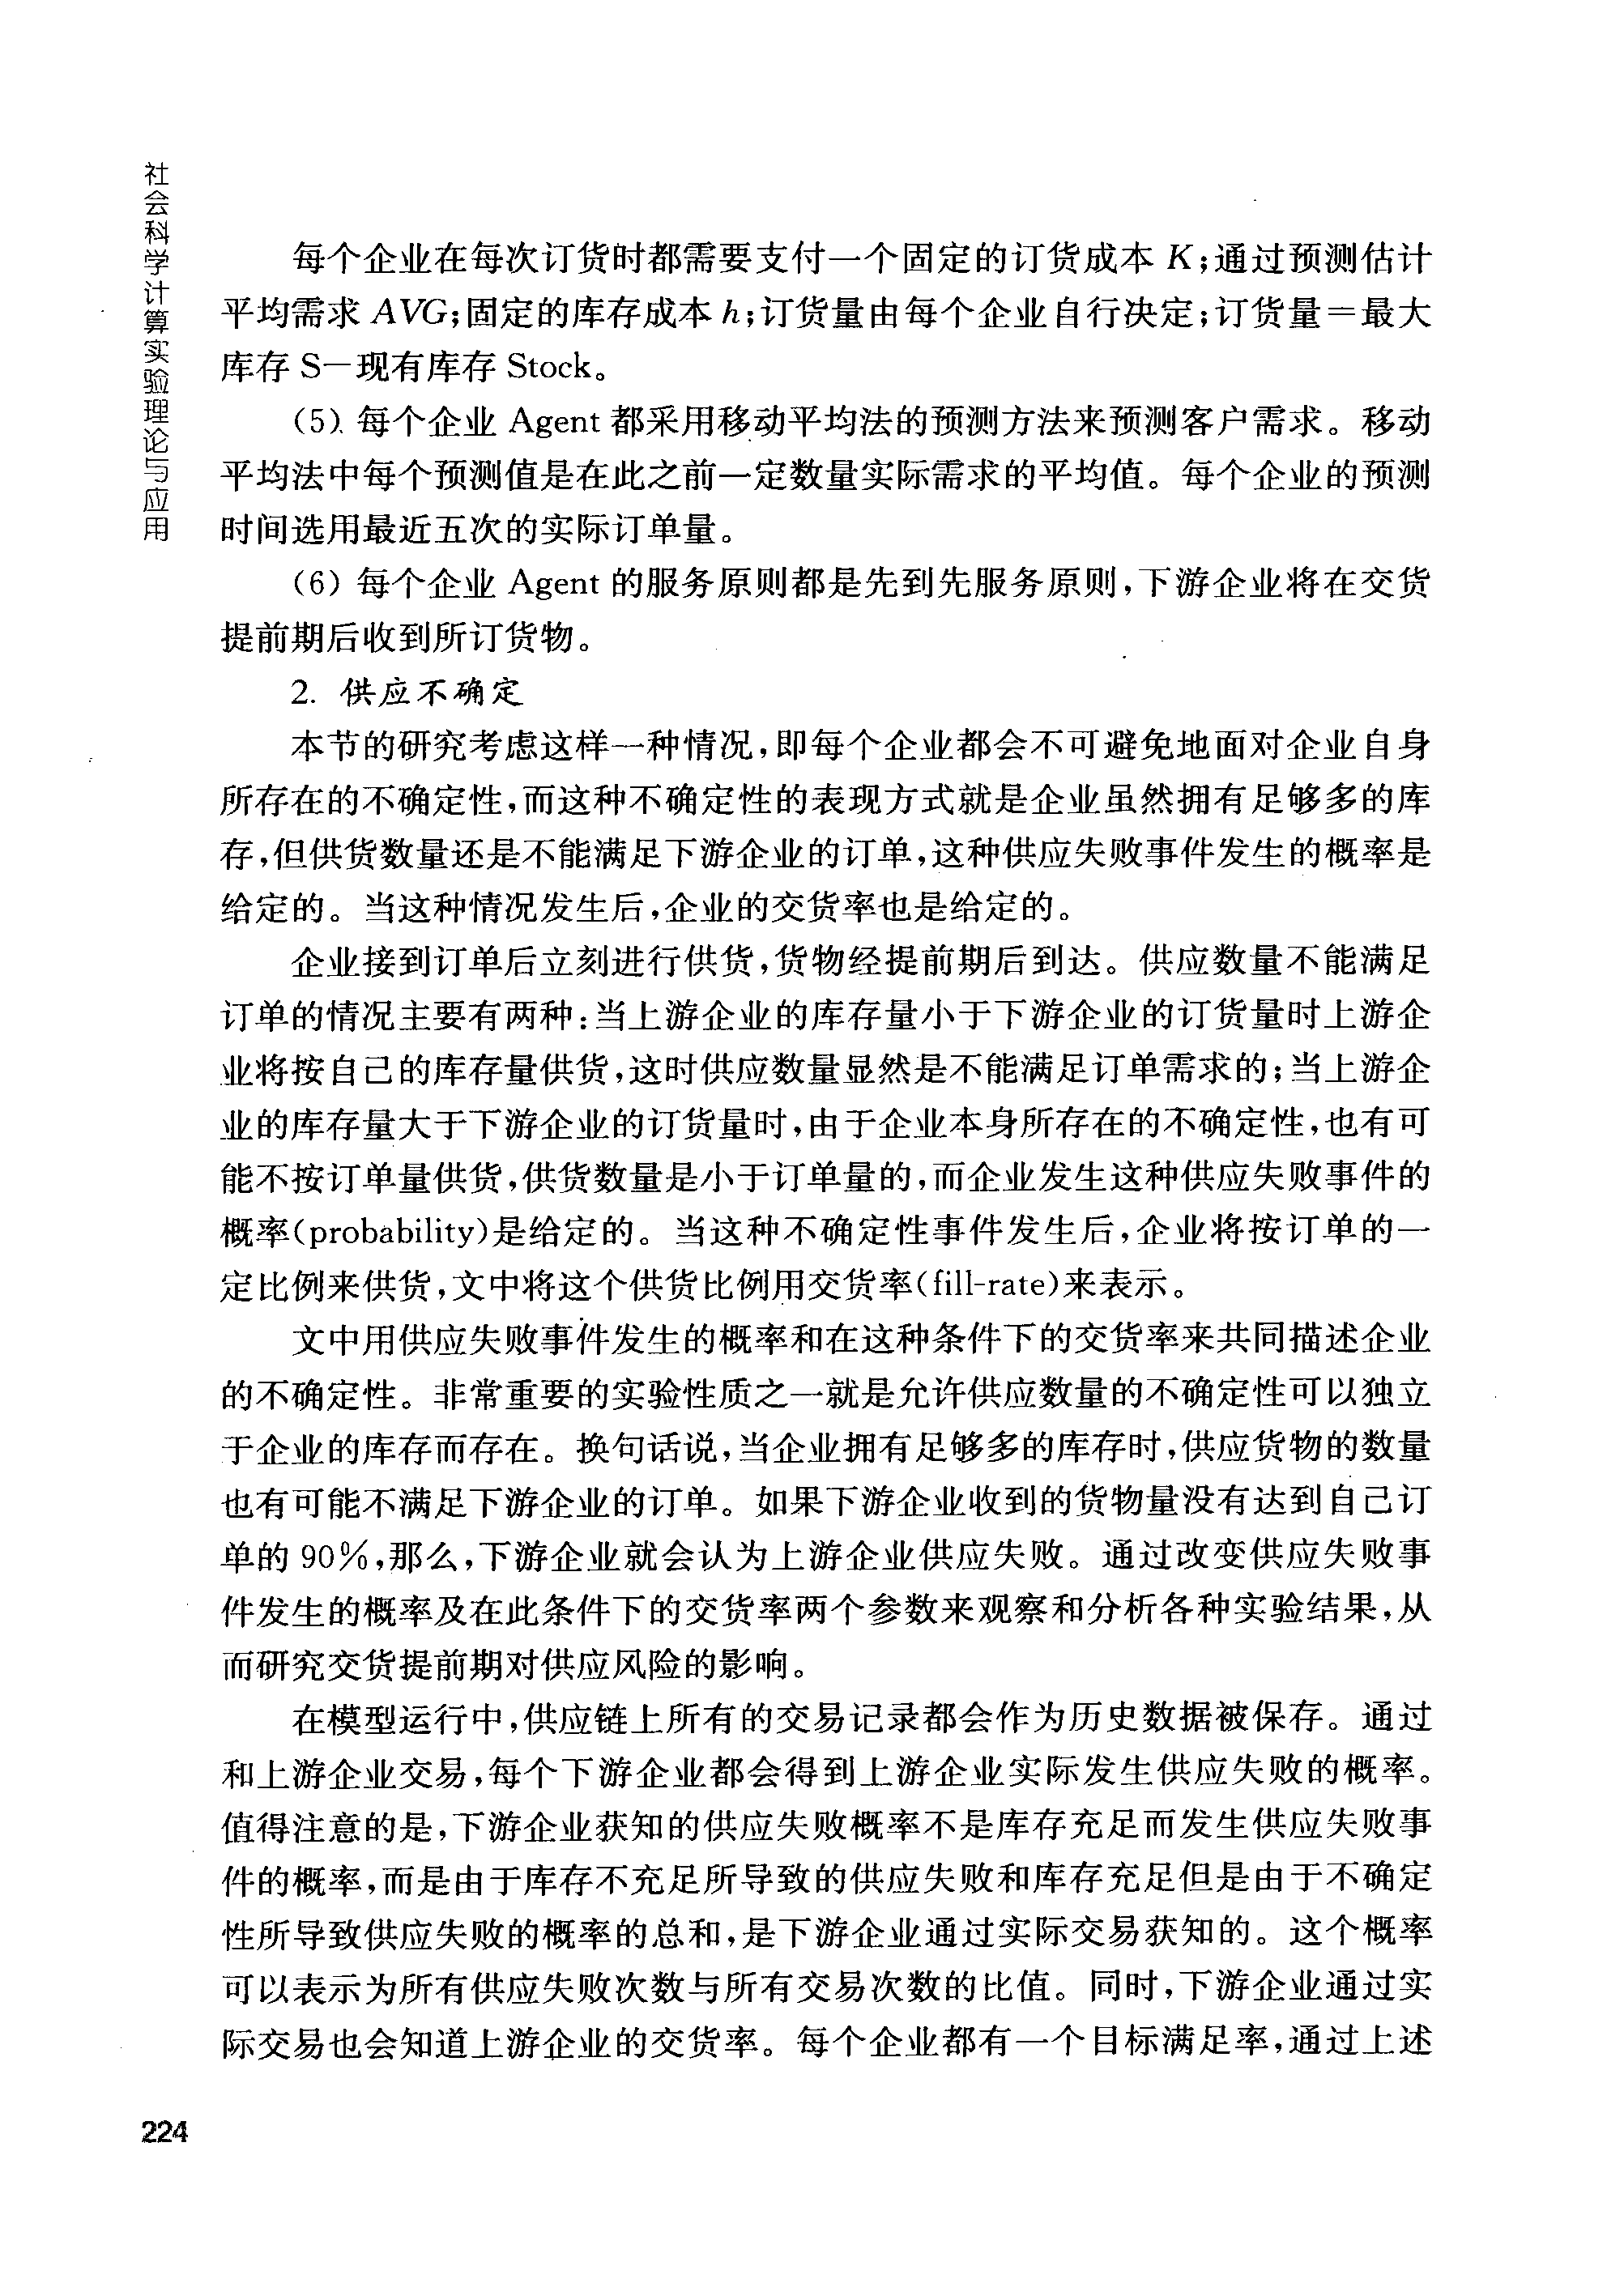 社会科学计算实验理论与应用
每个企业在每次订货时都需要支付一个固定的订货成本 K;通过预测估计
平均需求 AVG;固定的库存成本 h;订货量由每个企业自行决定;订货量＝最大
库存 S－现有库存 Stock。
(5) 每个企业 Agent 都采用移动平均法的预测方法来预测客户需求。移动
平均法中每个预测值是在此之前一定数量实际需求的平均值。每个企业的预测
时间选用最近五次的实际订单量。
(6) 每个企业 Agent 的服务原则都是先到先服务原则,下游企业将在交货
提前期后收到所订货物。
2. 供应不确定
本节的研究考虑这样一种情况,即每个企业都会不可避免地面对企业自身
所存在的不确定性,而这种不确定性的表现方式就是企业虽然拥有足够多的库
存,但供货数量还是不能满足下游企业的订单,这种供应失败事件发生的概率是
给定的。当这种情况发生后,企业的交货率也是给定的。
企业接到订单后立刻进行供货,货物经提前期后到达。供应数量不能满足
订单的情况主要有两种:当上游企业的库存量小于下游企业的订货量时上游企
业将按自己的库存量供货,这时供应数量显然是不能满足订单需求的;当上游企
业的库存量大于下游企业的订货量时,由于企业本身所存在的不确定性,也有可
能不按订单量供货,供货数量是小于订单量的,而企业发生这种供应失败事件的
概率(probability)是给定的。当这种不确定性事件发生后,企业将按订单的一
定比例来供货,文中将这个供货比例用交货率(fill-rate)来表示。
文中用供应失败事件发生的概率和在这种条件下的交货率来共同描述企业
的不确定性。非常重要的实验性质之一就是允许供应数量的不确定性可以独立
于企业的库存而存在。换句话说,当企业拥有足够多的库存时,供应货物的数量
也有可能不满足下游企业的订单。如果下游企业收到的货物量没有达到自己订
单的 90%,那么,下游企业就会认为上游企业供应失败。通过改变供应失败事
件发生的概率及在此条件下的交货率两个参数来观察和分析各种实验结果,从
而研究交货提前期对供应风险的影响。
在模型运行中,供应链上所有的交易记录都会作为历史数据被保存。通过
和上游企业交易,每个下游企业都会得到上游企业实际发生供应失败的概率。
值得注意的是,下游企业获知的供应失败概率不是库存充足而发生供应失败事
件的概率,而是由于库存不充足所导致的供应失败和库存充足但是由于不确定
性所导致供应失败的概率的总和,是下游企业通过实际交易获知的。这个概率
可以表示为所有供应失败次数与所有交易次数的比值。同时,下游企业通过实
际交易也会知道上游企业的交货率。每个企业都有一个目标满足率,通过上述
224